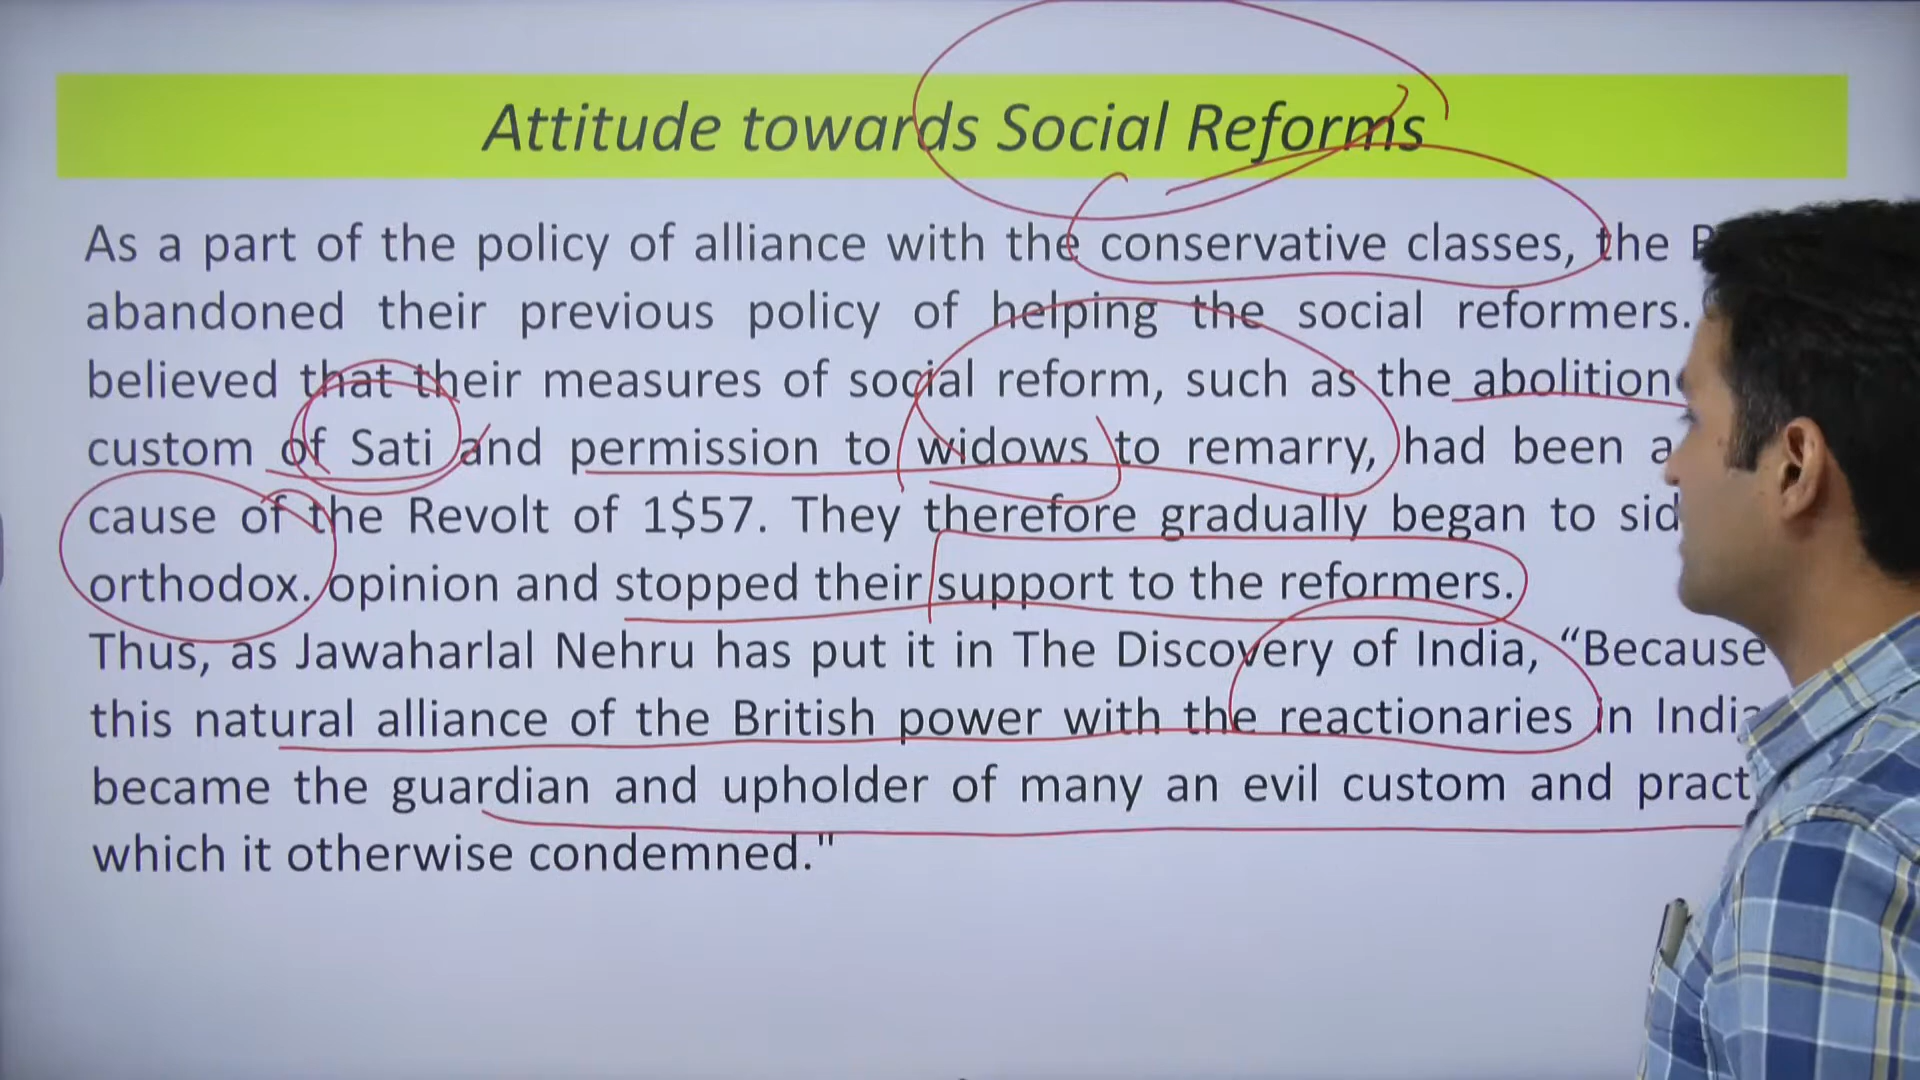 Attitude towards Social Reforms
As a part of the policy of alliance with the conservative classes, the
abandoned their previous policy of helping the social reformers.
believed that their measures of social reform, such as the abolition
custom of Sati and permission to widows to remarry, had been a
cause of the Revolt of 1$57. They therefore gradually began to
orthodox. opinion and stopped their support to the reformers.
Thus, as Jawaharlal Nehru has put it in The Discovery of India, “Because
this natural alliance of the British power with the reactionaries in
became the guardian and upholder of many an evil custom and
which it otherwise condemned."